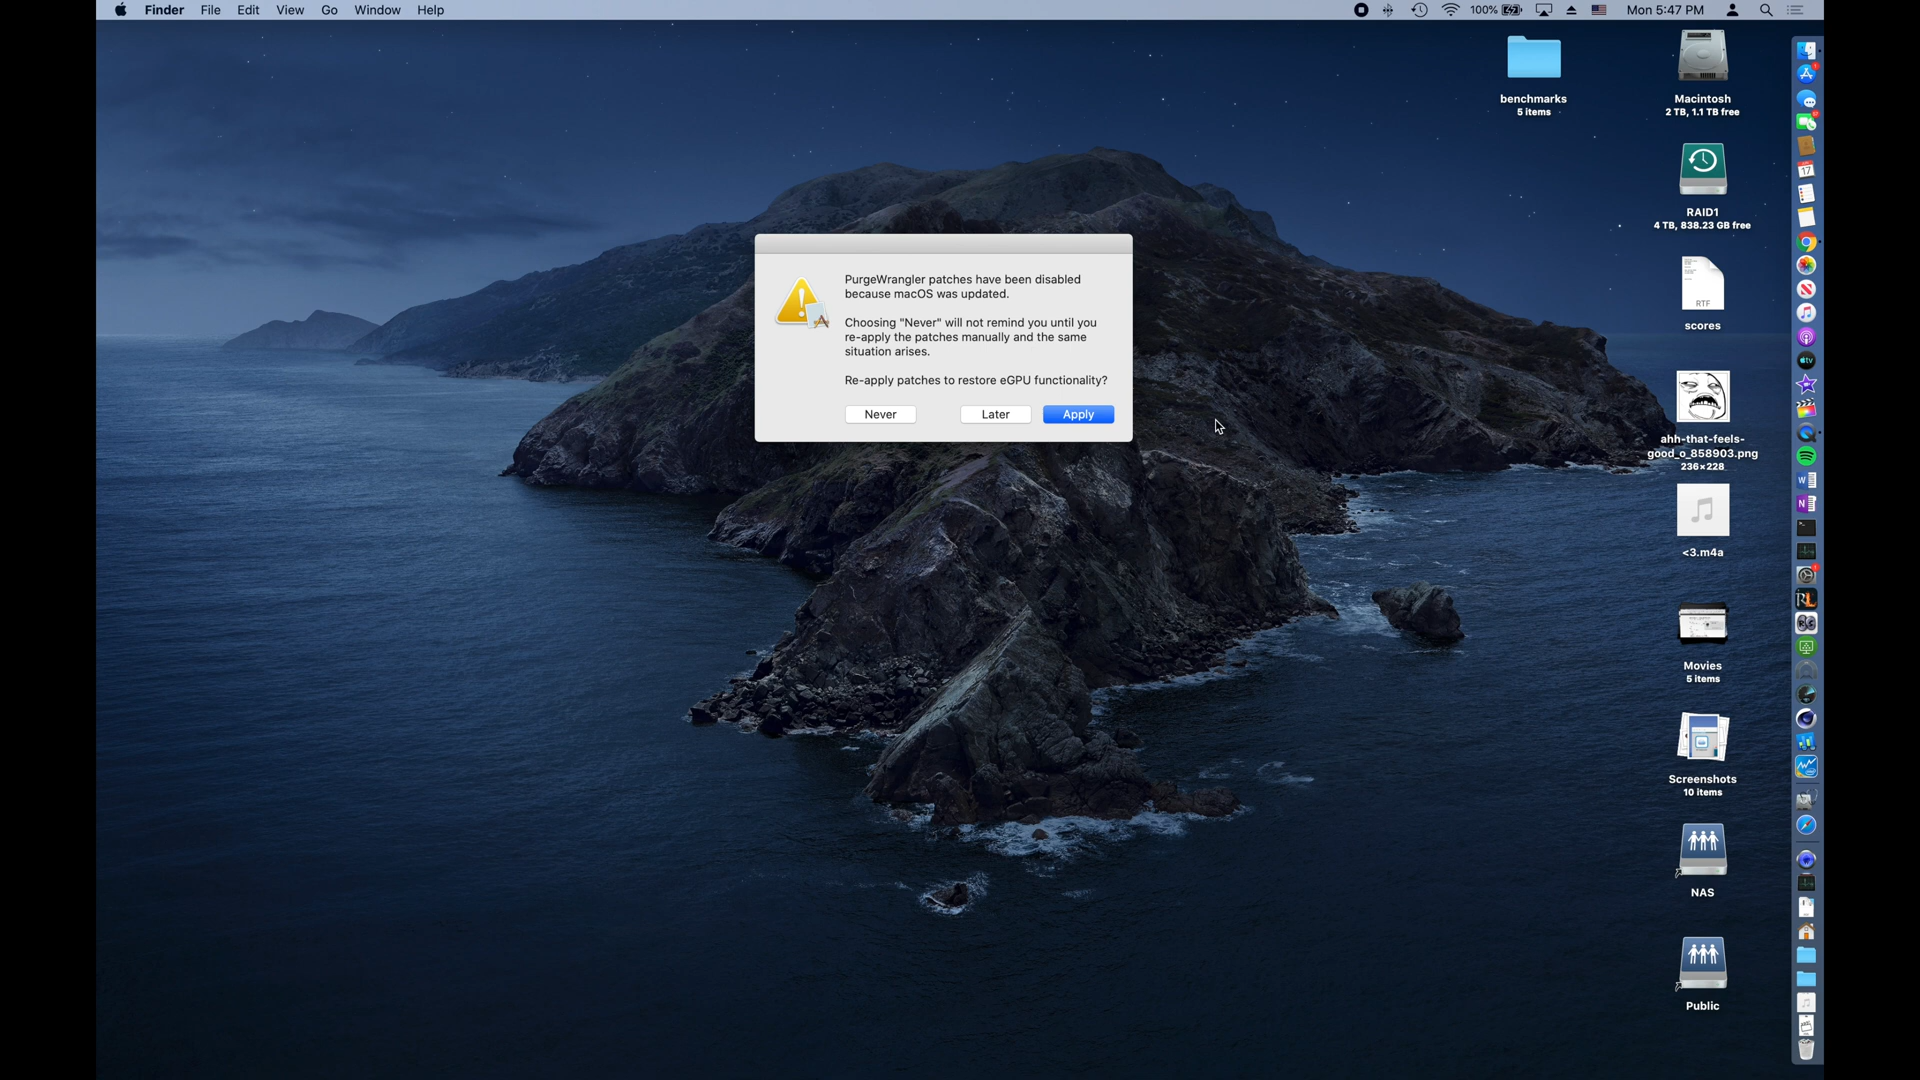 Finder File Edit View Go Window Help
100% Mon 5:47 PM
benchmarks
5 items
Macintosh
2 TB, 1.1 TB free
RAID1
4 TB, 838.23 GB free
RTF
scores
PurgeWrangler patches have been disabled
because macOS was updated.
Choosing "Never" will not remind you until you
re-apply the patches manually and the same
situation arises.
Re-apply patches to restore eGPU functionality?
Never Later Apply
ahh-that-feels-
good_o_858903.png
236×228
<3.m4a
Movies
5 items
Screenshots
10 items
NAS
Public
17
tv
W
N
RL